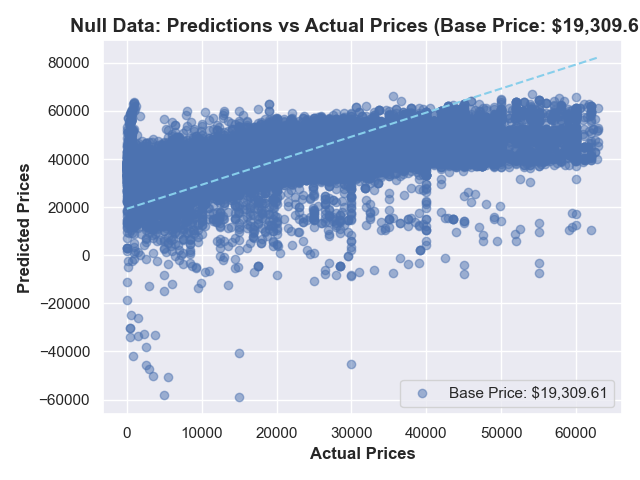 Null Data: Predictions vs Actual Prices (Base Price: $19,309.6
80000
60000
40000
20000
0
−20000
−40000
−60000
Predicted Prices
Base Price: $19,309.61
0 10000 20000 30000 40000 50000 60000
Actual Prices